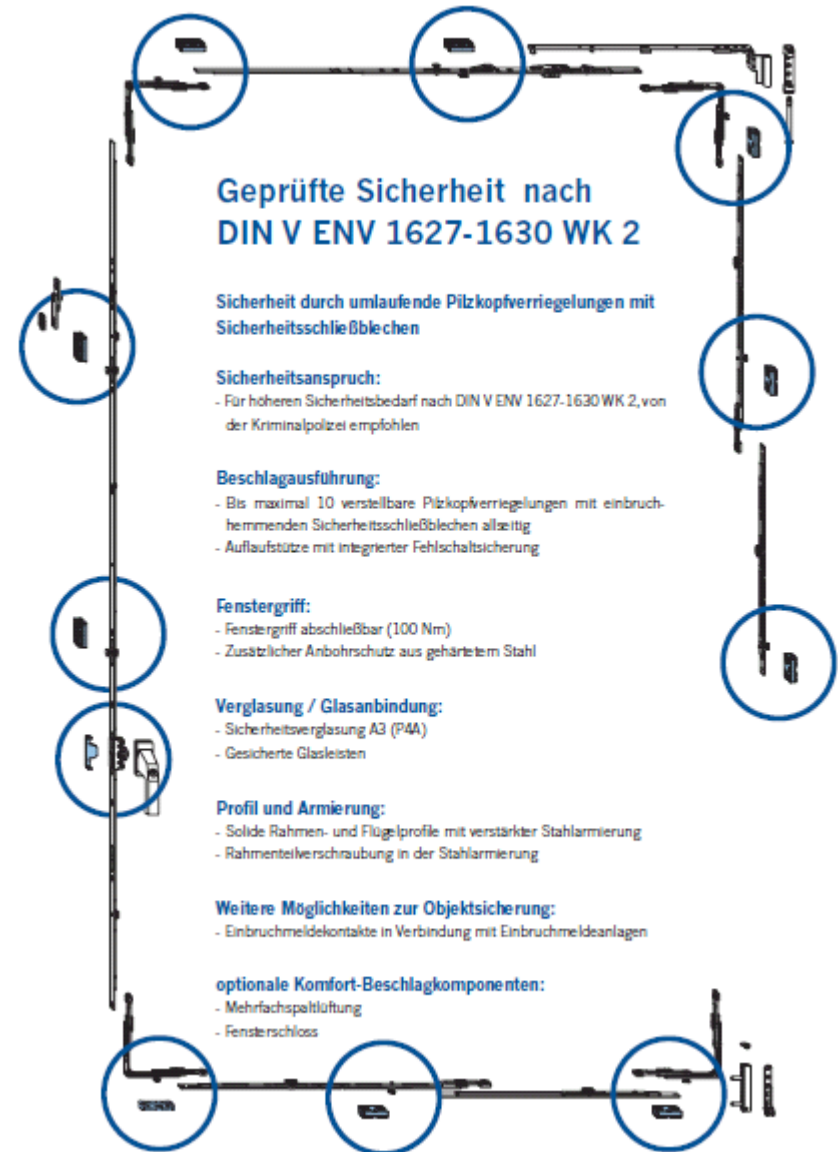 Geprüfte Sicherheit nach
DIN V ENV 1627-1630 WK 2
Sicherheit durch umlaufende Pilzkopfverriegelungen mit
Sicherheitsschließblechen
Sicherheitsanspruch:
- Für höheren Sicherheitsbedarf nach DIN V ENV 1627-1630 WK 2, von
der Kriminalpolizei empfohlen
Beschlagausführung:
- Bis maximal 10 verstellbare Pilzkopfverriegelungen mit einbruch-
hemmenden Sicherheitsschließblechen allseitig
- Auflaufstütze mit integrierter Fehlschaltsicherung
Fenstergriff:
- Fenstergriff abschließbar (100 Nm)
- Zusätzlicher Anbohrschutz aus gehärtetem Stahl
Verglasung / Glasanbindung:
- Sicherheitsverglasung A3 (P4A)
- Gesicherte Glasleisten
Profil und Armierung:
- Solide Rahmen- und Flügelprofile mit verstärkter Stahlarmierung
- Rahmenteilverschraubung in der Stahlarmierung
Weitere Möglichkeiten zur Objektsicherung:
- Einbruchmeldekontakte in Verbindung mit Einbruchmeldeanlagen
optionale Komfort-Beschlagkomponenten:
- Mehrfachspaltlüftung
- Fensterschloss